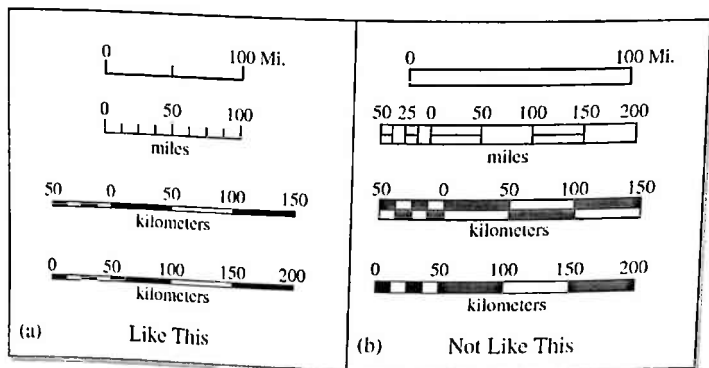 0 100 Mi.
0 50 100
miles
50 0 50 100 150
kilometers
0 50 100 150 200
kilometers
(a) Like This
0 100 Mi.
50 25 0 50 100 150 200
miles
50 0 50 100 150
kilometers
0 50 100 150 200
kilometers
(b) Not Like This